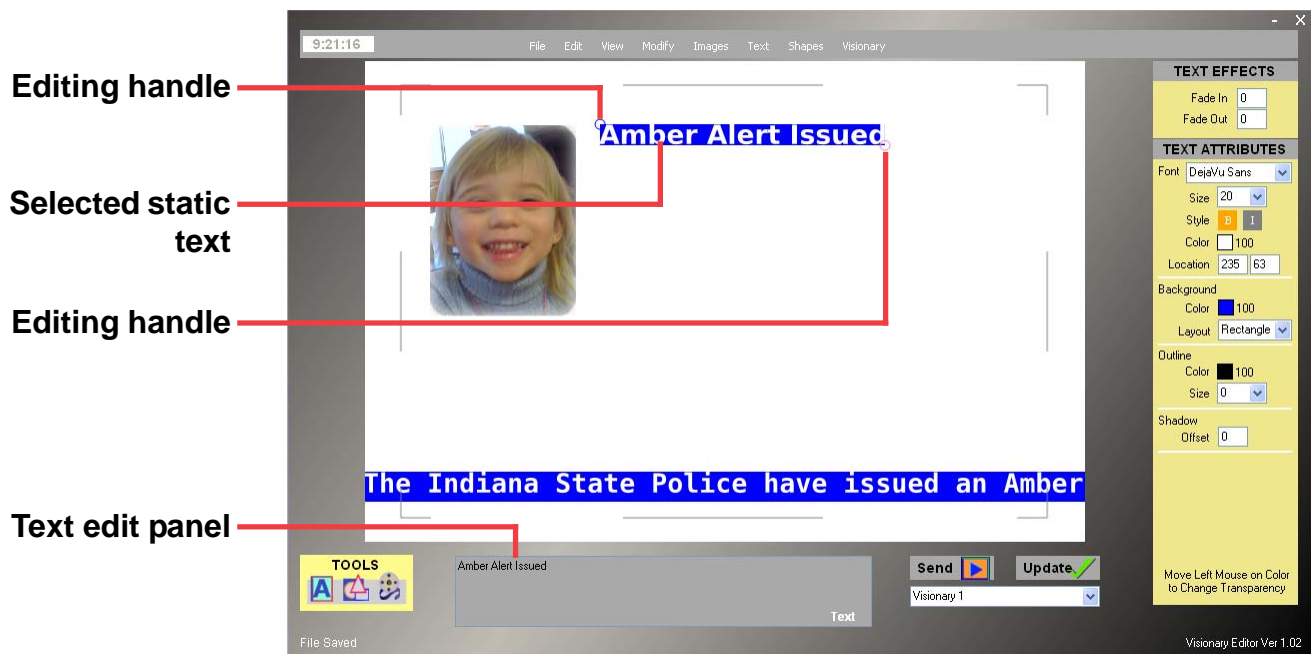 - X
9:21:16
File Edit View Modify Images Text Shapes Visionary
Editing handle
Selected static
text
Editing handle
Text edit panel
Amber Alert Issued
The Indiana State Police have issued an Amber
TEXT EFFECTS
Fade In 0
Fade Out 0
TEXT ATTRIBUTES
Font DejaVu Sans
Size 20
Style B I
Color 100
Location 235 63
Background
Color 100
Layout Rectangle
Outline
Color 100
Size 0
Shadow
Offset 0
Move Left Mouse on Color
to Change Transparency
TOOLS
A
Amber Alert Issued
Text
Send Update
Visionary 1
File Saved
Visionary Editor Ver 1.02